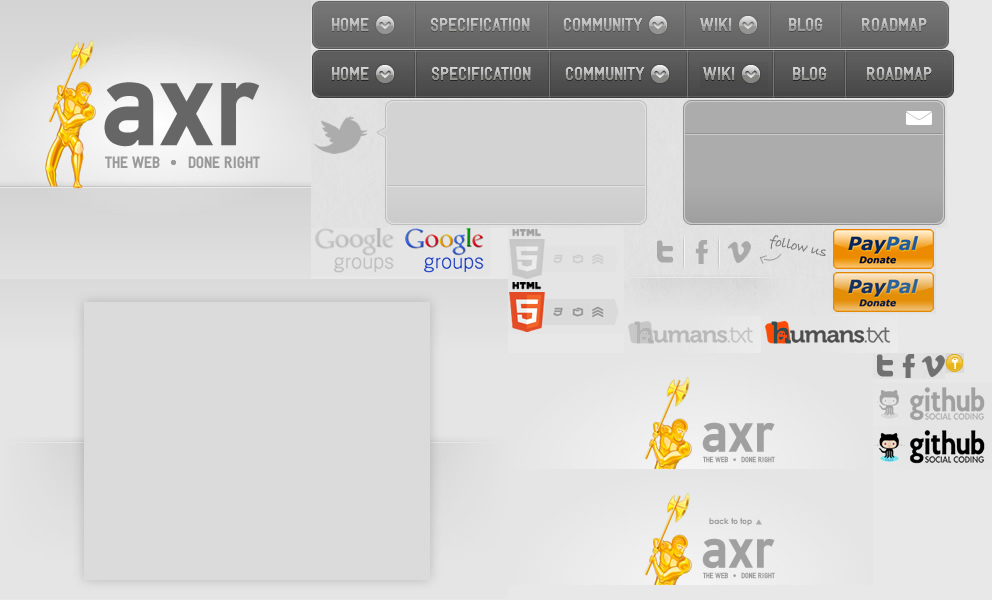 HOME SPECIFICATION COMMUNITY WIKI BLOG ROADMAP
HOME SPECIFICATION COMMUNITY WIKI BLOG ROADMAP
axr
THE WEB • DONE RIGHT
Google groups
Google groups
HTML
5
follow us
PayPal
Donate
PayPal
Donate
HTML
5
humans.txt
humans.txt
github
SOCIAL CODING
github
SOCIAL CODING
axr
THE WEB • DONE RIGHT
back to top ▲
axr
THE WEB • DONE RIGHT